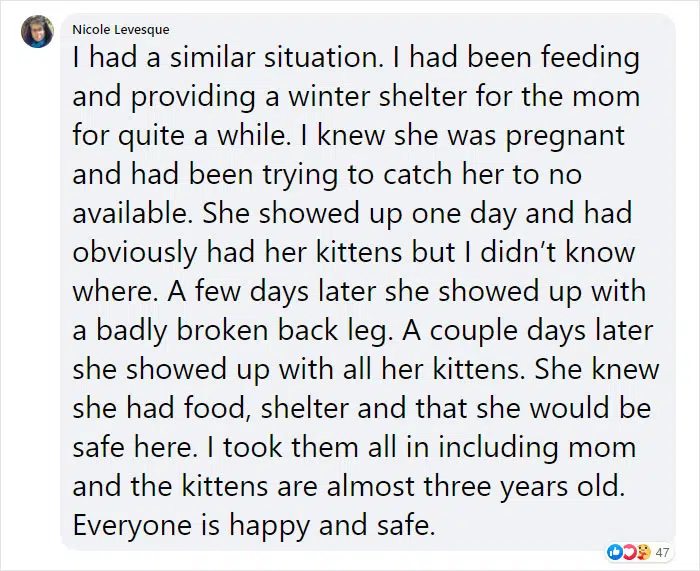 Nicole Levesque
I had a similar situation. I had been feeding
and providing a winter shelter for the mom
for quite a while. I knew she was pregnant
and had been trying to catch her to no
available. She showed up one day and had
obviously had her kittens but I didn't know
where. A few days later she showed up with
a badly broken back leg. A couple days later
she showed up with all her kittens. She knew
she had food, shelter and that she would be
safe here. I took them all in including mom
and the kittens are almost three years old.
Everyone is happy and safe.
47